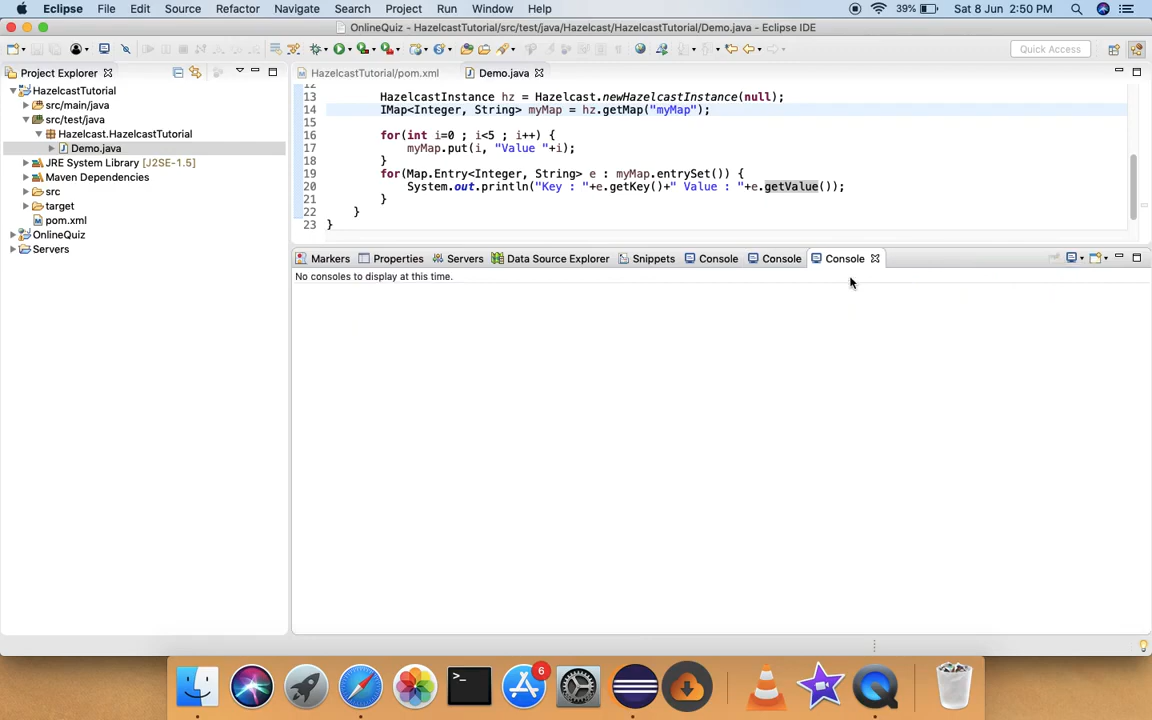 Eclipse File Edit Source Refactor Navigate Search Project Run Window Help 39% Sat 8 Jun 2:50 PM
OnlineQuiz - HazelcastTutorial/src/test/java/Hazelcast/HazelcastTutorial/Demo.java - Eclipse IDE
Quick Access
Project Explorer
HazelcastTutorial/pom.xml Demo.java
HazelcastTutorial
src/main/java
src/test/java
Hazelcast.HazelcastTutorial
Demo.java
JRE System Library [J2SE-1.5]
Maven Dependencies
src
target
pom.xml
OnlineQuiz
Servers
13 HazelcastInstance hz = Hazelcast.newHazelcastInstance(null);
14 IMap<Integer, String> myMap = hz.getMap("myMap");
15
16 for(int i=0 ; i<5 ; i++) {
17 myMap.put(i, "Value "+i);
18 }
19 for(Map.Entry<Integer, String> e : myMap.entrySet()) {
20 System.out.println("Key : "+e.getKey()+" Value : "+e.getValue());
21 }
22 }
23 }
Markers Properties Servers Data Source Explorer Snippets Console Console Console
No consoles to display at this time.
6